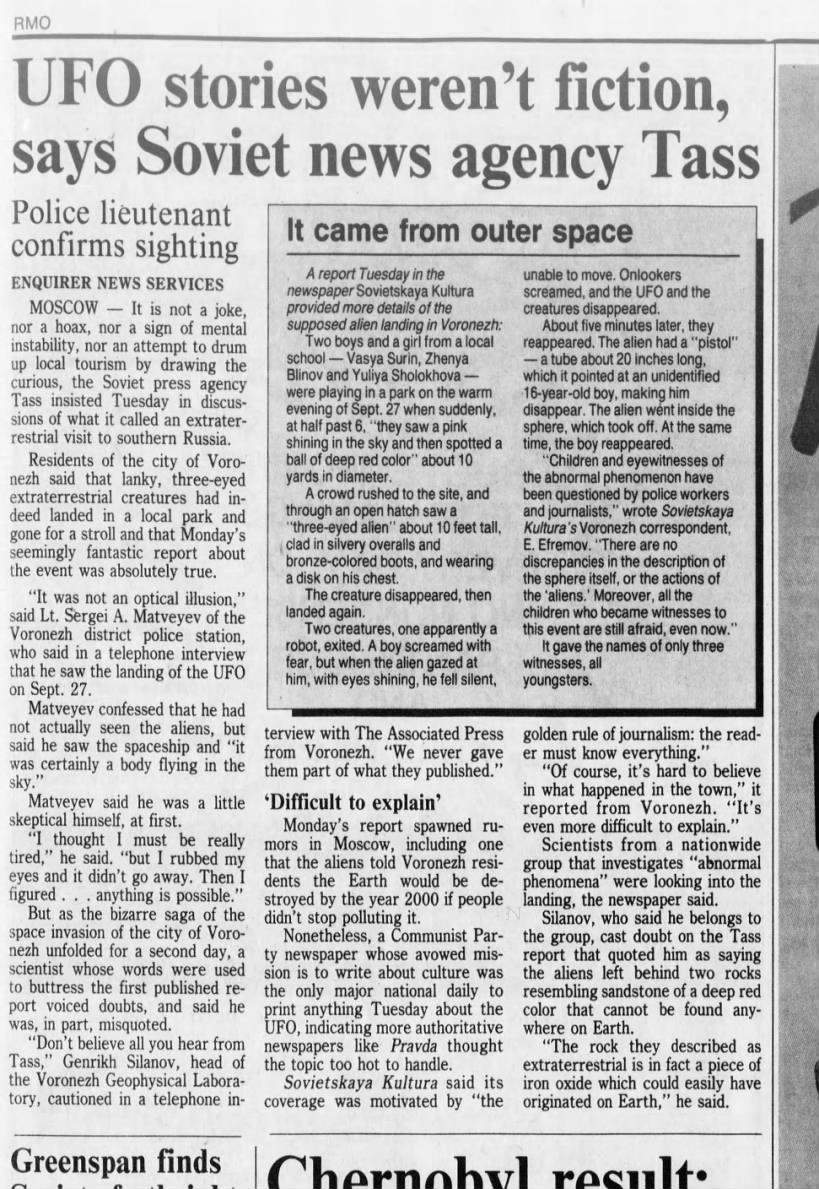 RMO
UFO stories weren't fiction,
says Soviet news agency Tass
Police lieutenant
confirms sighting
ENQUIRER NEWS SERVICES
MOSCOW — It is not a joke,
nor a hoax, nor a sign of mental
instability, nor an attempt to drum
up local tourism by drawing the
curious, the Soviet press agency
Tass insisted Tuesday in discus-
sions of what it called an extrater-
restrial visit to southern Russia.
Residents of the city of Voro-
nezh said that lanky, three-eyed
extraterrestrial creatures had in-
deed landed in a local park and
gone for a stroll and that Monday's
seemingly fantastic report about
the event was absolutely true.
"It was not an optical illusion,"
said Lt. Sergei A. Matveyev of the
Voronezh district police station,
who said in a telephone interview
that he saw the landing of the UFO
on Sept. 27.
Matveyev confessed that he had
not actually seen the aliens, but
said he saw the spaceship and "it
was certainly a body flying in the
sky."
Matveyev said he was a little
skeptical himself, at first.
"I thought I must be really
tired," he said. "but I rubbed my
eyes and it didn't go away. Then I
figured . . . anything is possible."
But as the bizarre saga of the
space invasion of the city of Voro-
nezh unfolded for a second day, a
scientist whose words were used
to buttress the first published re-
port voiced doubts, and said he
was, in part, misquoted.
"Don't believe all you hear from
Tass," Genrikh Silanov, head of
the Voronezh Geophysical Labora-
tory, cautioned in a telephone in-
It came from outer space
A report Tuesday in the
newspaper Sovietskaya Kultura
provided more details of the
supposed alien landing in Voronezh:
Two boys and a girl from a local
school — Vasya Surin, Zhenya
Blinov and Yuliya Sholokhova —
were playing in a park on the warm
evening of Sept. 27 when suddenly,
at half past 6, "they saw a pink
shining in the sky and then spotted a
ball of deep red color" about 10
yards in diameter.
A crowd rushed to the site, and
through an open hatch saw a
"three-eyed alien" about 10 feet tall,
clad in silvery overalls and
bronze-colored boots, and wearing
a disk on his chest.
The creature disappeared, then
landed again.
Two creatures, one apparently a
robot, exited. A boy screamed with
fear, but when the alien gazed at
him, with eyes shining, he fell silent,
unable to move. Onlookers
screamed, and the UFO and the
creatures disappeared.
About five minutes later, they
reappeared. The alien had a "pistol"
— a tube about 20 inches long,
which it pointed at an unidentified
16-year-old boy, making him
disappear. The alien went inside the
sphere, which took off. At the same
time, the boy reappeared.
"Children and eyewitnesses of
the abnormal phenomenon have
been questioned by police workers
and journalists," wrote Sovietskaya
Kultura's Voronezh correspondent,
E. Efremov. "There are no
discrepancies in the description of
the sphere itself, or the actions of
the 'aliens.' Moreover, all the
children who became witnesses to
this event are still afraid, even now."
It gave the names of only three
witnesses, all
youngsters.
terview with The Associated Press
from Voronezh. "We never gave
them part of what they published."
'Difficult to explain'
Monday's report spawned ru-
mors in Moscow, including one
that the aliens told Voronezh resi-
dents the Earth would be de-
stroyed by the year 2000 if people
didn't stop polluting it.
Nonetheless, a Communist Par-
ty newspaper whose avowed mis-
sion is to write about culture was
the only major national daily to
print anything Tuesday about the
UFO, indicating more authoritative
newspapers like Pravda thought
the topic too hot to handle.
Sovietskaya Kultura said its
coverage was motivated by "the
golden rule of journalism: the read-
er must know everything."
"Of course, it's hard to believe
in what happened in the town," it
reported from Voronezh. "It's
even more difficult to explain."
Scientists from a nationwide
group that investigates "abnormal
phenomena" were looking into the
landing, the newspaper said.
Silanov, who said he belongs to
the group, cast doubt on the Tass
report that quoted him as saying
the aliens left behind two rocks
resembling sandstone of a deep red
color that cannot be found any-
where on Earth.
"The rock they described as
extraterrestrial is in fact a piece of
iron oxide which could easily have
originated on Earth," he said.
Greenspan finds
Chernobyl result: